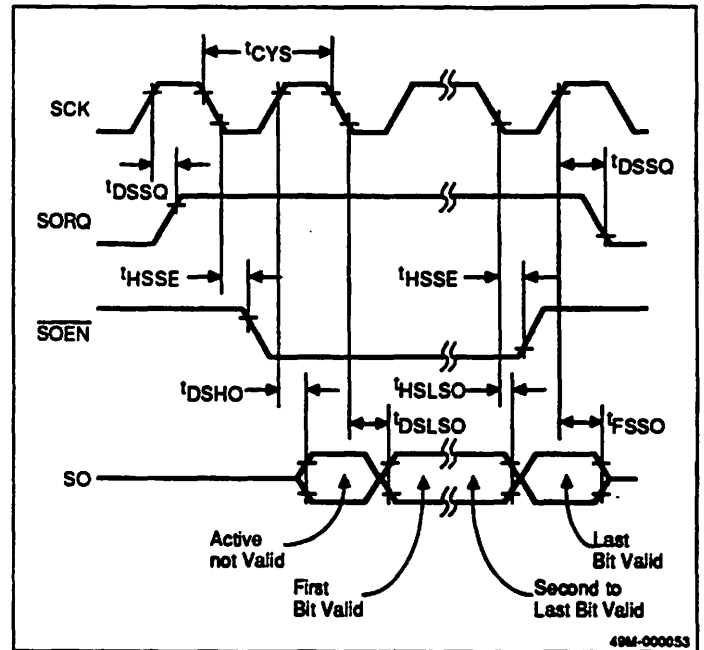 tCYS
SCK
tDSSQ
tDSSQ
SORQ
tHSSE
tHSSE
SOEN
tDSHO
tHSLSO
tDSLSO
tFSSO
SO
Active
not Valid
Last
Bit Valid
First
Bit Valid
Second to
Last Bit Valid
49M-000053